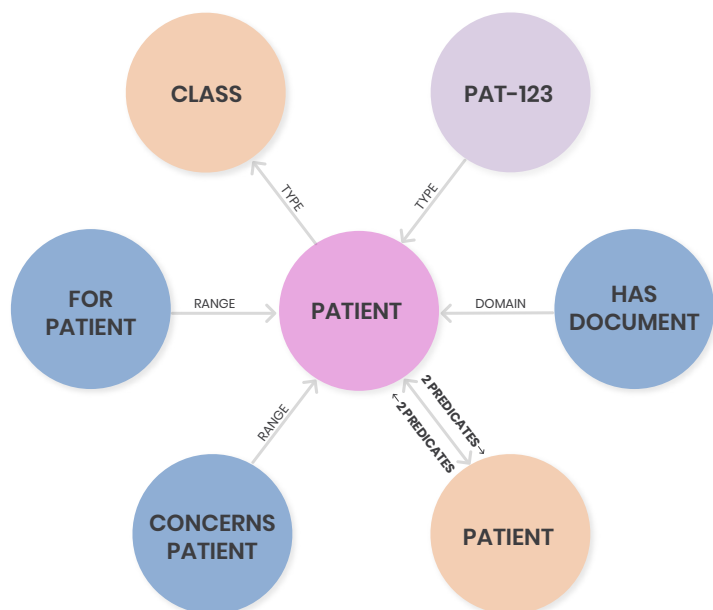 CLASS
PAT-123
TYPE
TYPE
FOR
PATIENT
RANGE
PATIENT
DOMAIN
HAS
DOCUMENT
RANGE
2 PREDICATES→
←2 PREDICATES
CONCERNS
PATIENT
PATIENT